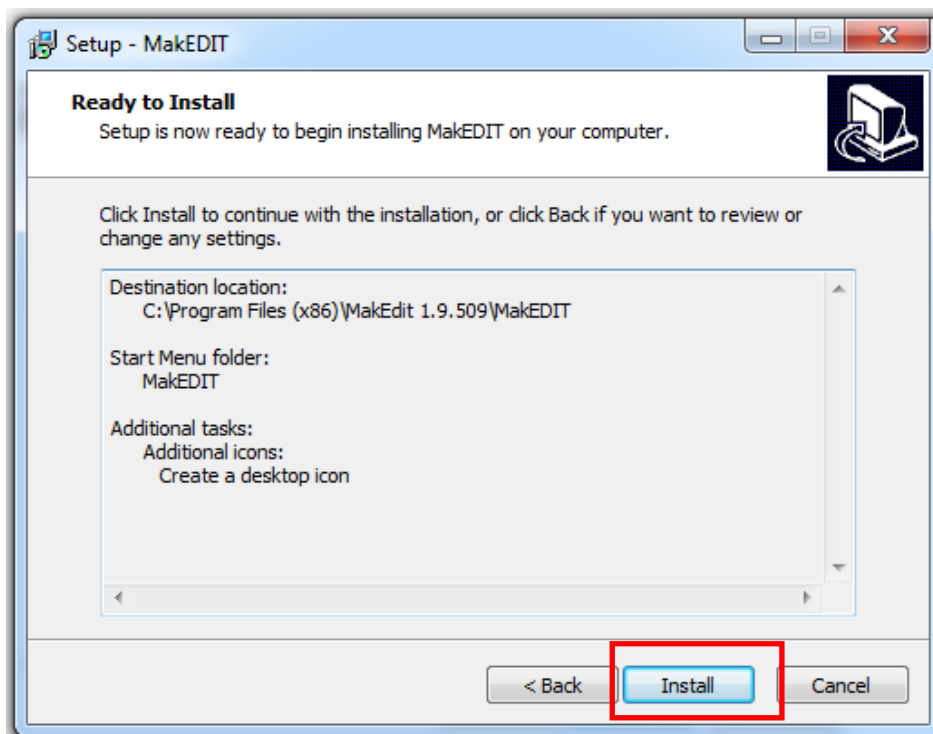 Setup - MakEDIT
Ready to Install
Setup is now ready to begin installing MakEDIT on your computer.
Click Install to continue with the installation, or click Back if you want to review or
change any settings.
Destination location:
C:\Program Files (x86)\MakEdit 1.9.509\MakEDIT
Start Menu folder:
MakEDIT
Additional tasks:
Additional icons:
Create a desktop icon
< Back Install Cancel